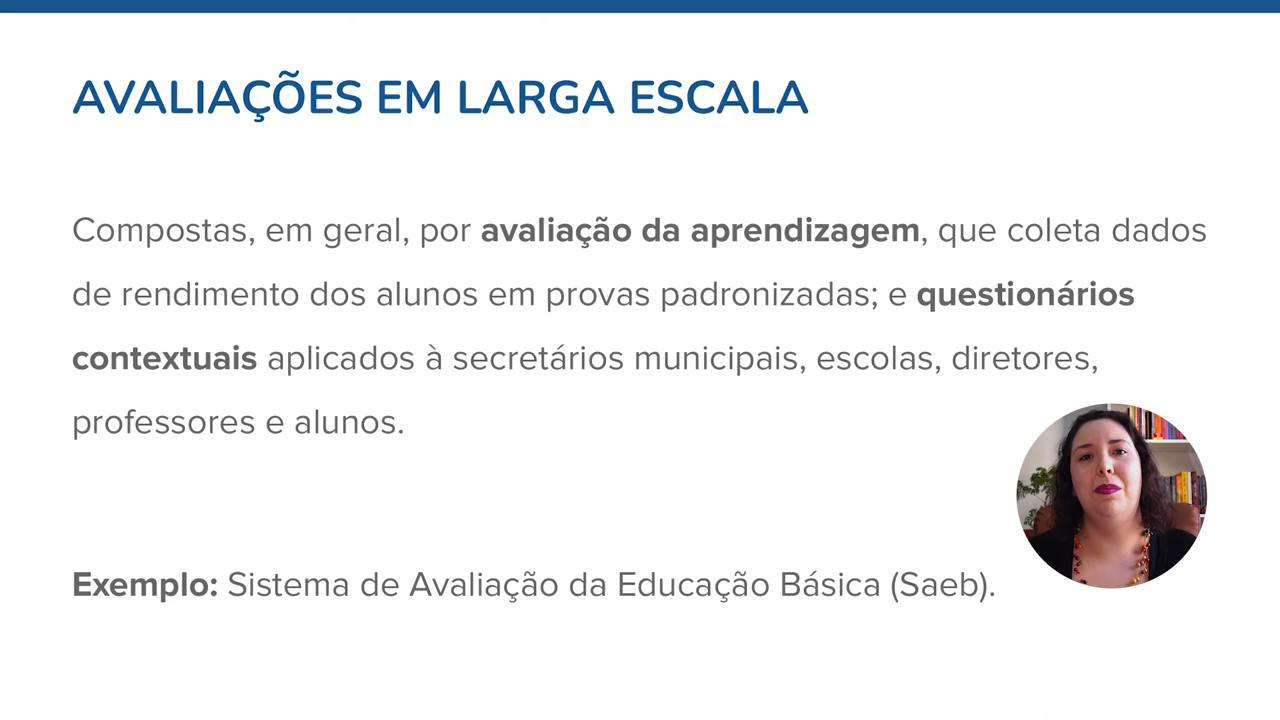 AVALIAÇÕES EM LARGA ESCALA
Compostas, em geral, por avaliação da aprendizagem, que coleta dados
de rendimento dos alunos em provas padronizadas; e questionários
contextuais aplicados à secretários municipais, escolas, diretores,
professores e alunos.
Exemplo: Sistema de Avaliação da Educação Básica (Saeb).